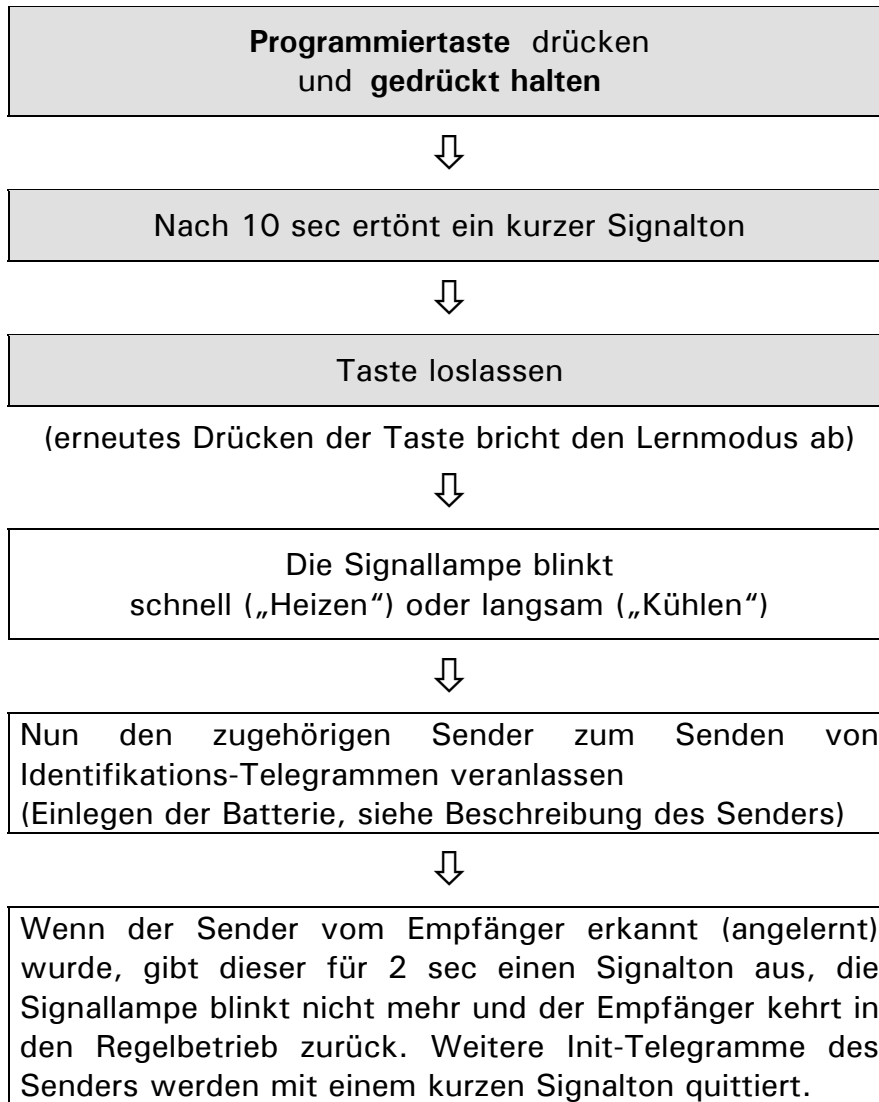 Programmiertaste drücken
und gedrückt halten
⇩
Nach 10 sec ertönt ein kurzer Signalton
⇩
Taste loslassen
(erneutes Drücken der Taste bricht den Lernmodus ab)
⇩
Die Signallampe blinkt
schnell („Heizen“) oder langsam („Kühlen“)
⇩
Nun den zugehörigen Sender zum Senden von
Identifikations-Telegrammen veranlassen
(Einlegen der Batterie, siehe Beschreibung des Senders)
⇩
Wenn der Sender vom Empfänger erkannt (angelernt)
wurde, gibt dieser für 2 sec einen Signalton aus, die
Signallampe blinkt nicht mehr und der Empfänger kehrt in
den Regelbetrieb zurück. Weitere Init-Telegramme des
Senders werden mit einem kurzen Signalton quittiert.